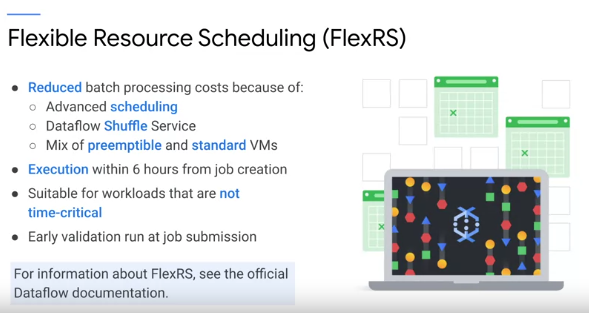 Flexible Resource Scheduling (FlexRS)
● Reduced batch processing costs because of:
○ Advanced scheduling
○ Dataflow Shuffle Service
○ Mix of preemptible and standard VMs
● Execution within 6 hours from job creation
● Suitable for workloads that are not
time-critical
● Early validation run at job submission
For information about FlexRS, see the official
Dataflow documentation.